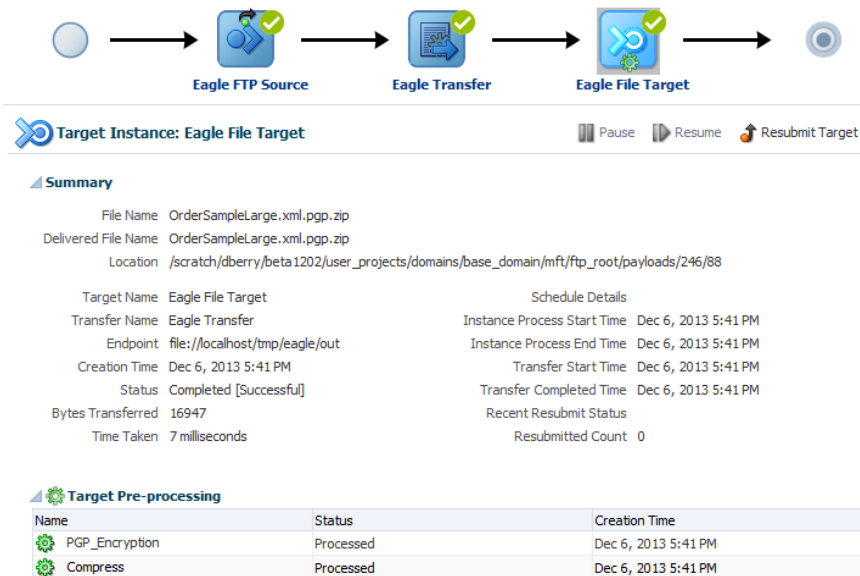 Eagle FTP Source Eagle Transfer Eagle File Target
Target Instance: Eagle File Target Pause Resume Resubmit Target
Summary
File Name OrderSampleLarge.xml.pgp.zip
Delivered File Name OrderSampleLarge.xml.pgp.zip
Location /scratch/dberry/beta1202/user_projects/domains/base_domain/mft/ftp_root/payloads/246/88
Target Name Eagle File Target Schedule Details
Transfer Name Eagle Transfer Instance Process Start Time Dec 6, 2013 5:41 PM
Endpoint file://localhost/tmp/eagle/out Instance Process End Time Dec 6, 2013 5:41 PM
Creation Time Dec 6, 2013 5:41 PM Transfer Start Time Dec 6, 2013 5:41 PM
Status Completed [Successful] Transfer Completed Time Dec 6, 2013 5:41 PM
Bytes Transferred 16947 Recent Resubmit Status
Time Taken 7 milliseconds Resubmitted Count 0
Target Pre-processing
Name Status Creation Time
PGP_Encryption Processed Dec 6, 2013 5:41 PM
Compress Processed Dec 6, 2013 5:41 PM